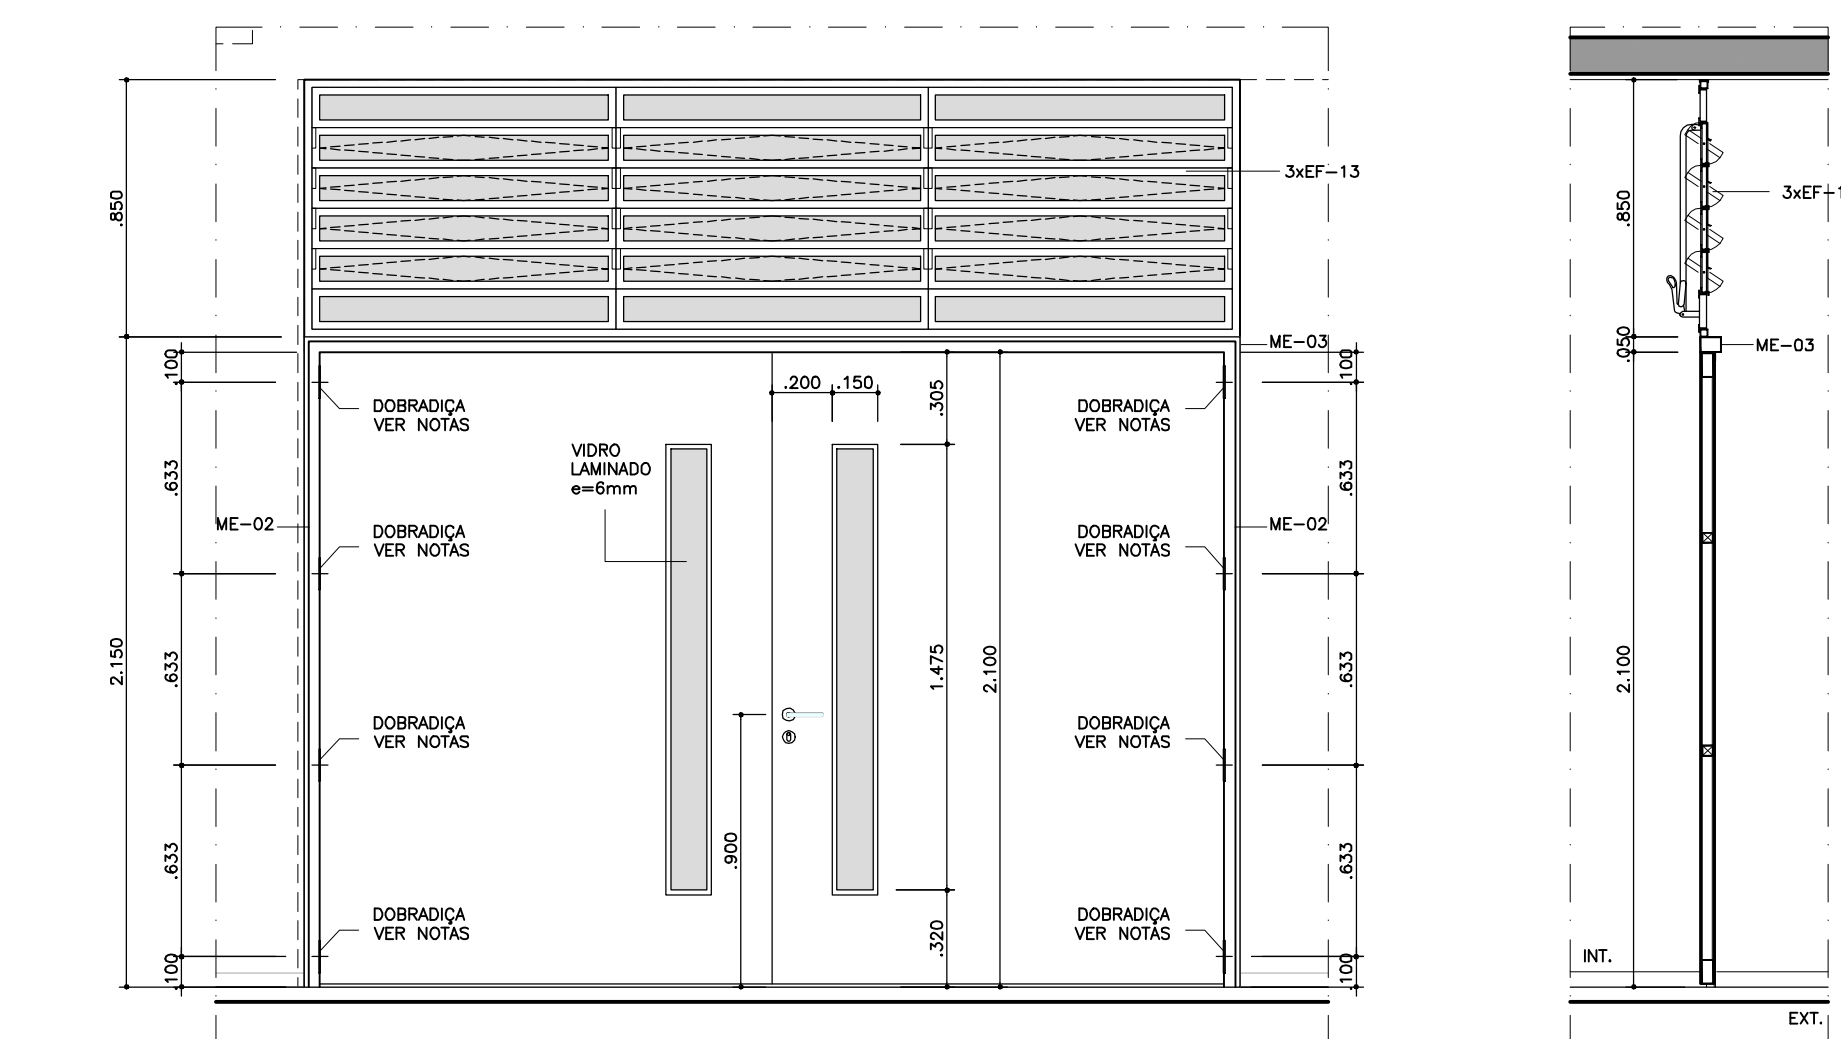 .850
2.150
.100
.633
.633
.633
.100
3xEF-13
ME-03
ME-02
ME-02
DOBRADIÇA
VER NOTAS
DOBRADIÇA
VER NOTAS
DOBRADIÇA
VER NOTAS
DOBRADIÇA
VER NOTAS
VIDRO
LAMINADO
e=6mm
.200
.150
.305
1.475
.320
2.100
.900
DOBRADIÇA
VER NOTAS
DOBRADIÇA
VER NOTAS
DOBRADIÇA
VER NOTAS
DOBRADIÇA
VER NOTAS
.100
.633
.633
.633
.100
.850
.050
2.100
3xEF-1
ME-03
INT.
EXT.